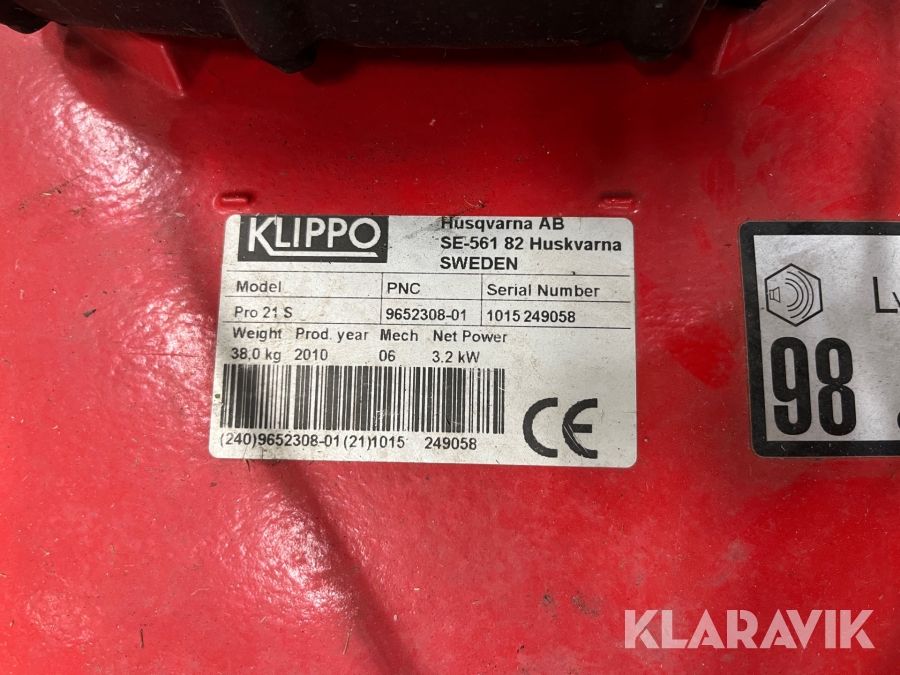 KLIPPO
Husqvarna AB
SE-561 82 Huskvarna
SWEDEN
Model PNC Serial Number
Pro 21 S 9652308-01 1015 249058
Weight Prod. year Mech Net Power
38,0 kg 2010 06 3.2 kW
(240)9652308-01(21)1015 249058
CE
98
KLARAVIK